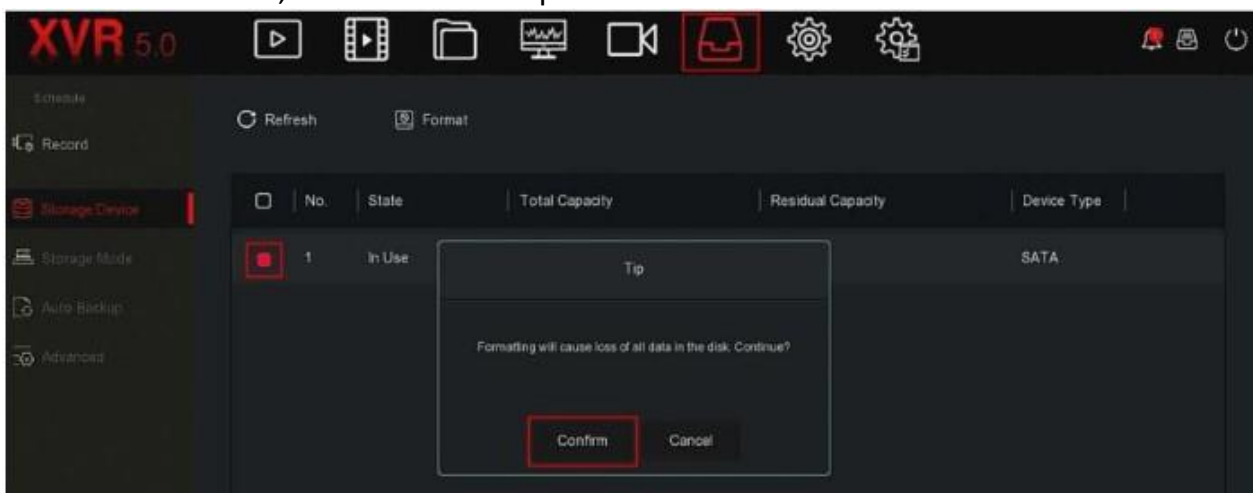 XVR 5.0
Schedule
Record
Storage Device
Storage Mode
Auto Backup
Advanced
Refresh Format
No. State Total Capacity Residual Capacity Device Type
1 In Use SATA
Tip
Formatting will cause loss of all data in the disk. Continue?
Confirm Cancel